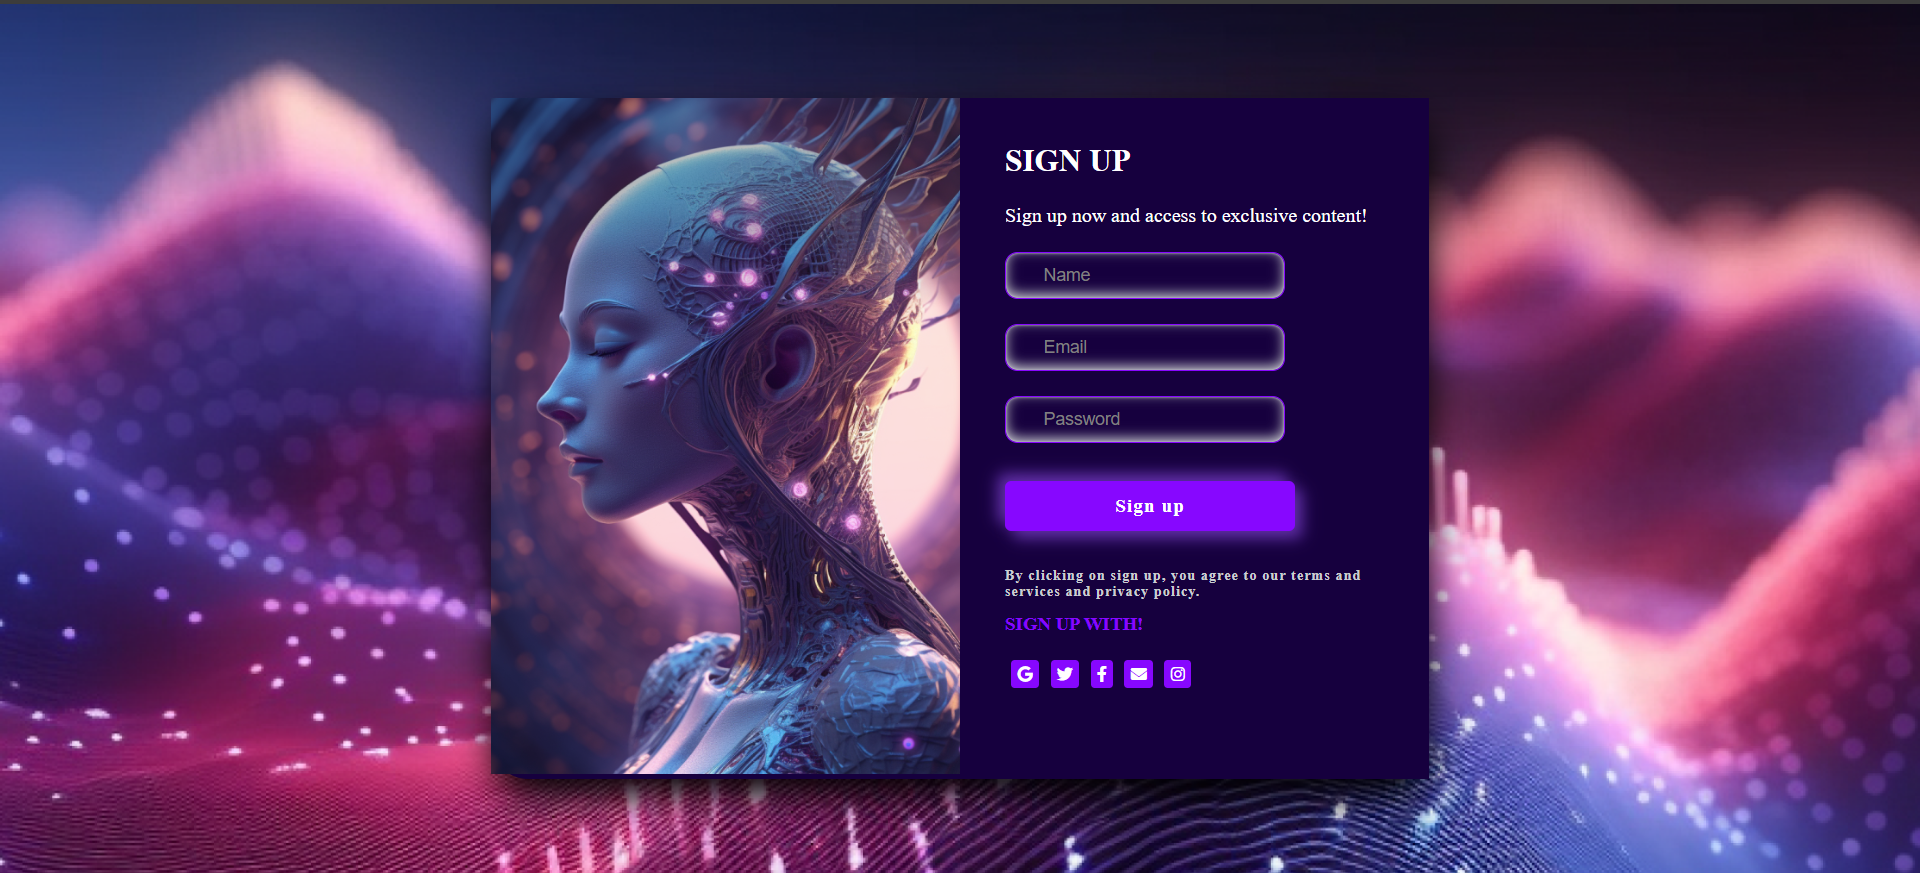 SIGN UP
Sign up now and access to exclusive content!
Name
Email
Password
Sign up
By clicking on sign up, you agree to our terms and
services and privacy policy.
SIGN UP WITH!